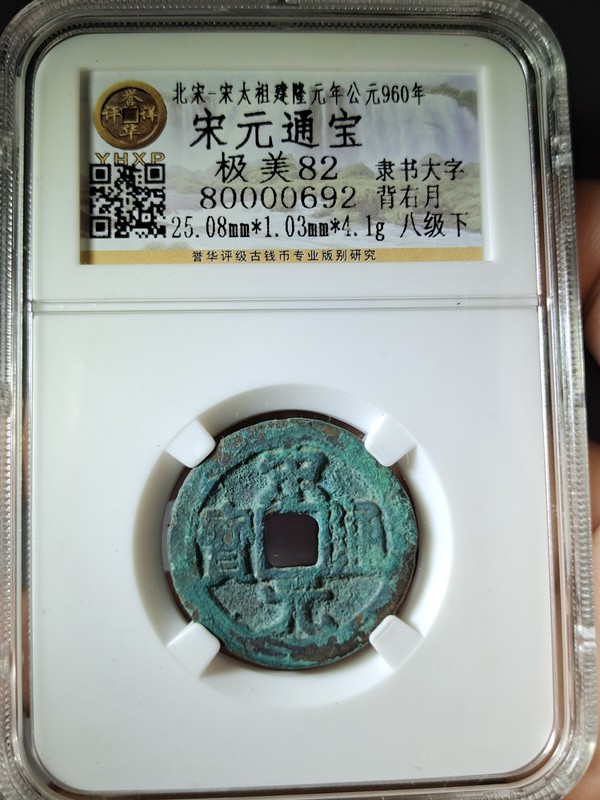 北宋-宋太祖建隆元年公元960年
宋元通宝
极美82 隶书大字
80000692 背右月
25.08mm*1.03mm*4.1g 八级下
誉华评级古钱币专业版别研究
誉
评 详
华
YHXP
宋
寳 通
元